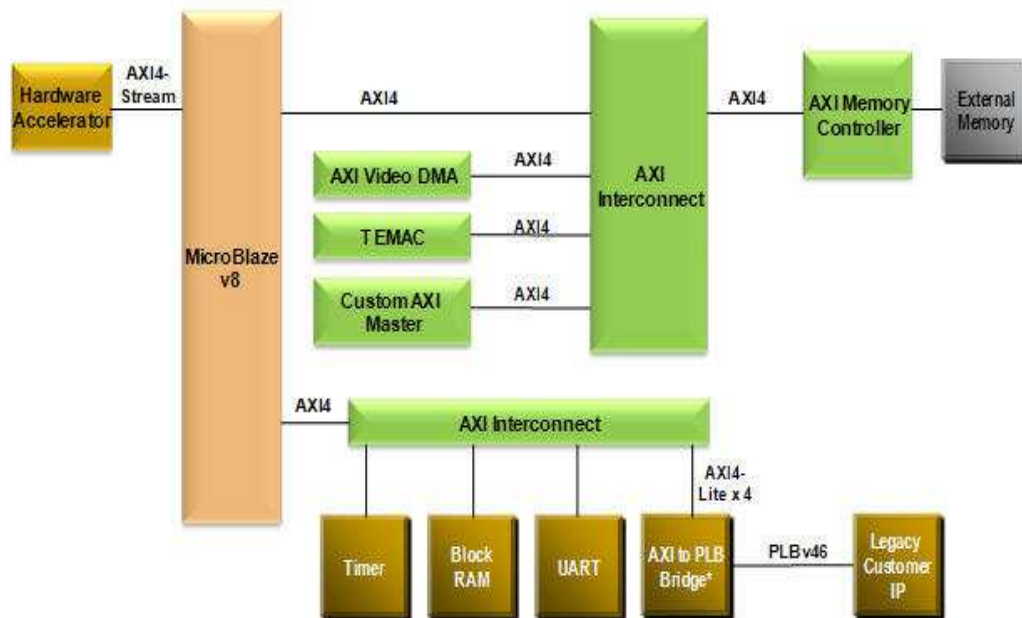 Hardware
Accelerator
AXI4-
Stream
MicroBlaze
v8
AXI4
AXI Video DMA
AXI4
TEMAC
AXI4
Custom AXI
Master
AXI4
AXI
Interconnect
AXI4
AXI Memory
Controller
External
Memory
AXI4
AXI Interconnect
AXI4-
Lite x 4
Timer
Block
RAM
UART
AXI to PLB
Bridge*
PLBv46
Legacy
Customer
IP